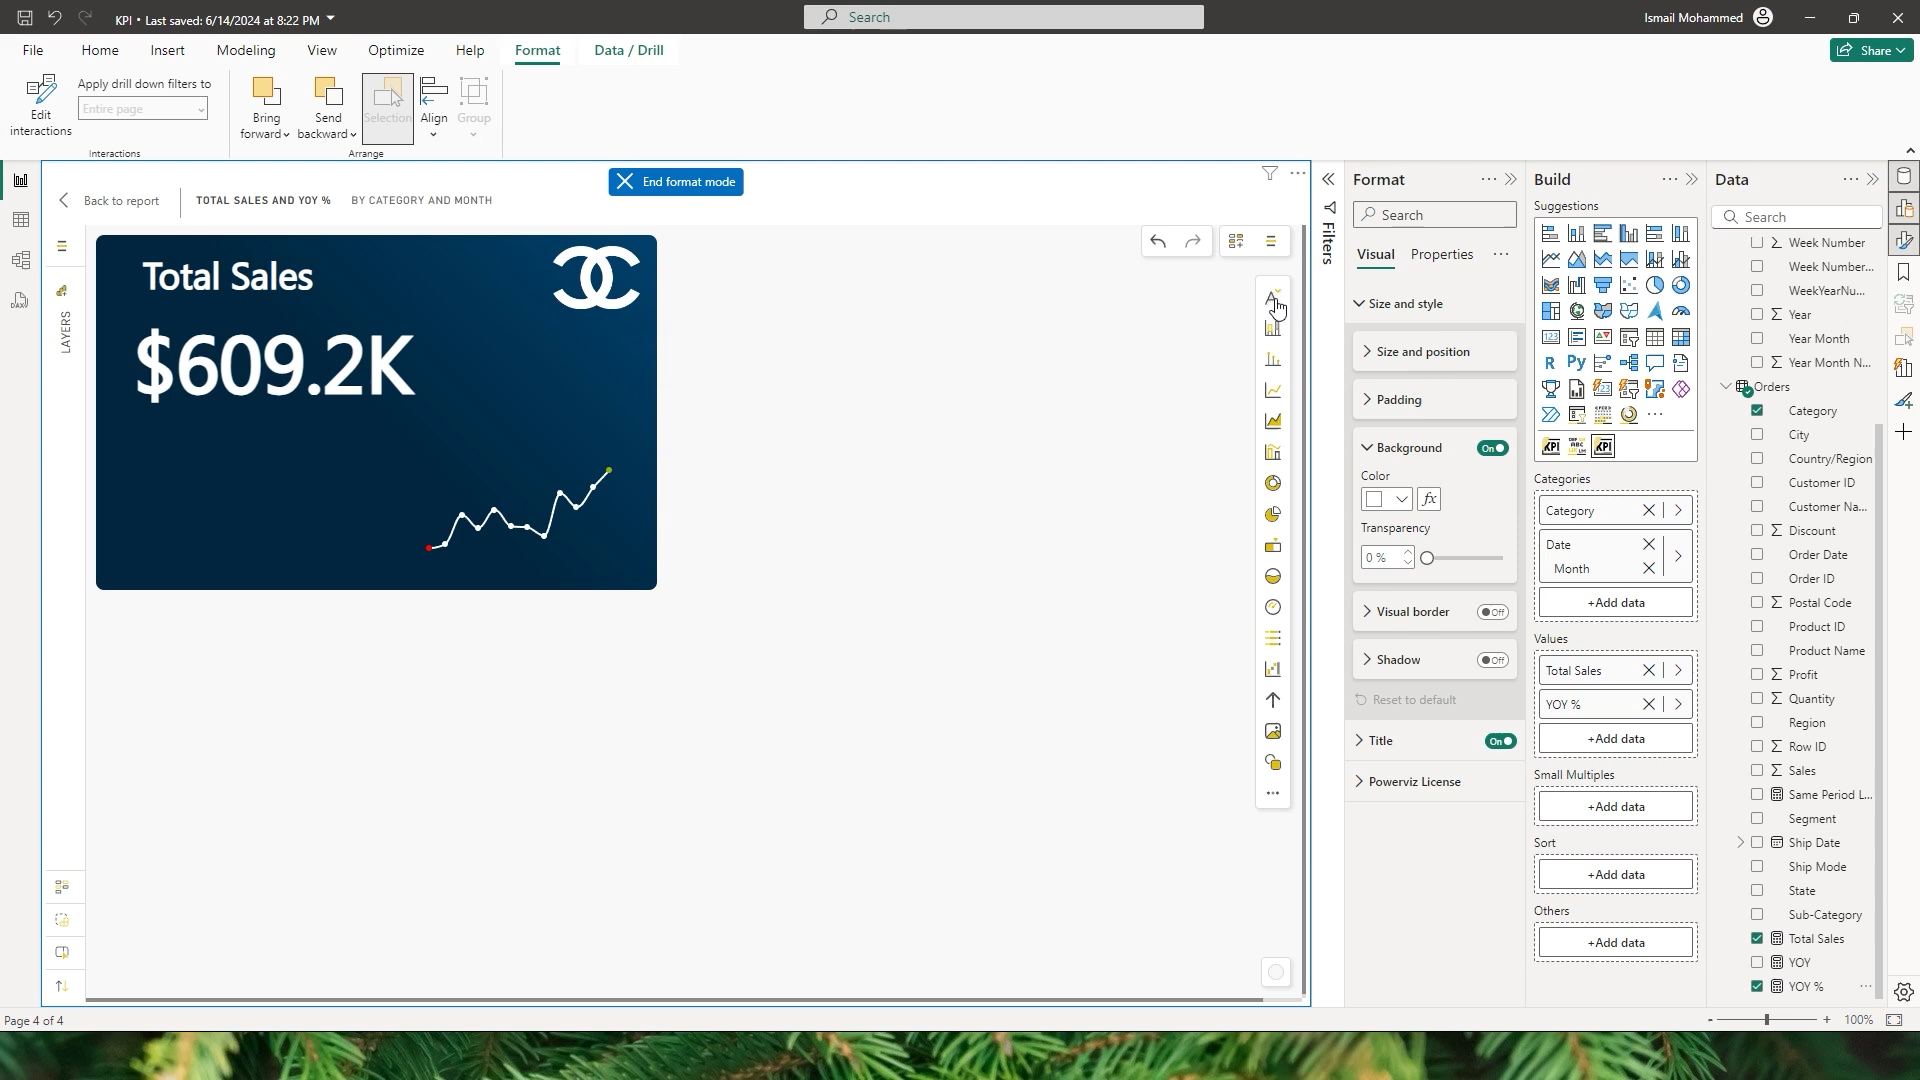 KPI • Last saved: 6/14/2024 at 8:22 PM
Search
Ismail Mohammed
File
Home
Insert
Modeling
View
Optimize
Help
Format
Data / Drill
Share
Edit
interactions
Apply drill down filters to
Entire page
Interactions
Bring
forward
Send
backward
Selection
Align
Group
Arrange
Back to report
TOTAL SALES AND YOY %
BY CATEGORY AND MONTH
End format mode
LAYERS
Total Sales
$609.2K
Filters
Format
Search
Visual
Properties
Size and style
Size and position
Padding
Background
On
Color
fx
Transparency
0 %
Visual border
Off
Shadow
Off
Reset to default
Title
On
Powerviz License
Build
Suggestions
R
Py
123
KPI
KPI
Categories
Category
Date
Month
+Add data
Values
Total Sales
YOY %
+Add data
Small Multiples
+Add data
Sort
+Add data
Others
+Add data
Data
Search
Week Number
Week Number...
WeekYearNu...
Year
Year Month
Year Month N...
Orders
Category
City
Country/Region
Customer ID
Customer Na...
Discount
Order Date
Order ID
Postal Code
Product ID
Product Name
Profit
Quantity
Region
Row ID
Sales
Same Period L...
Segment
Ship Date
Ship Mode
State
Sub-Category
Total Sales
YOY
YOY %
Page 4 of 4
- + 100%